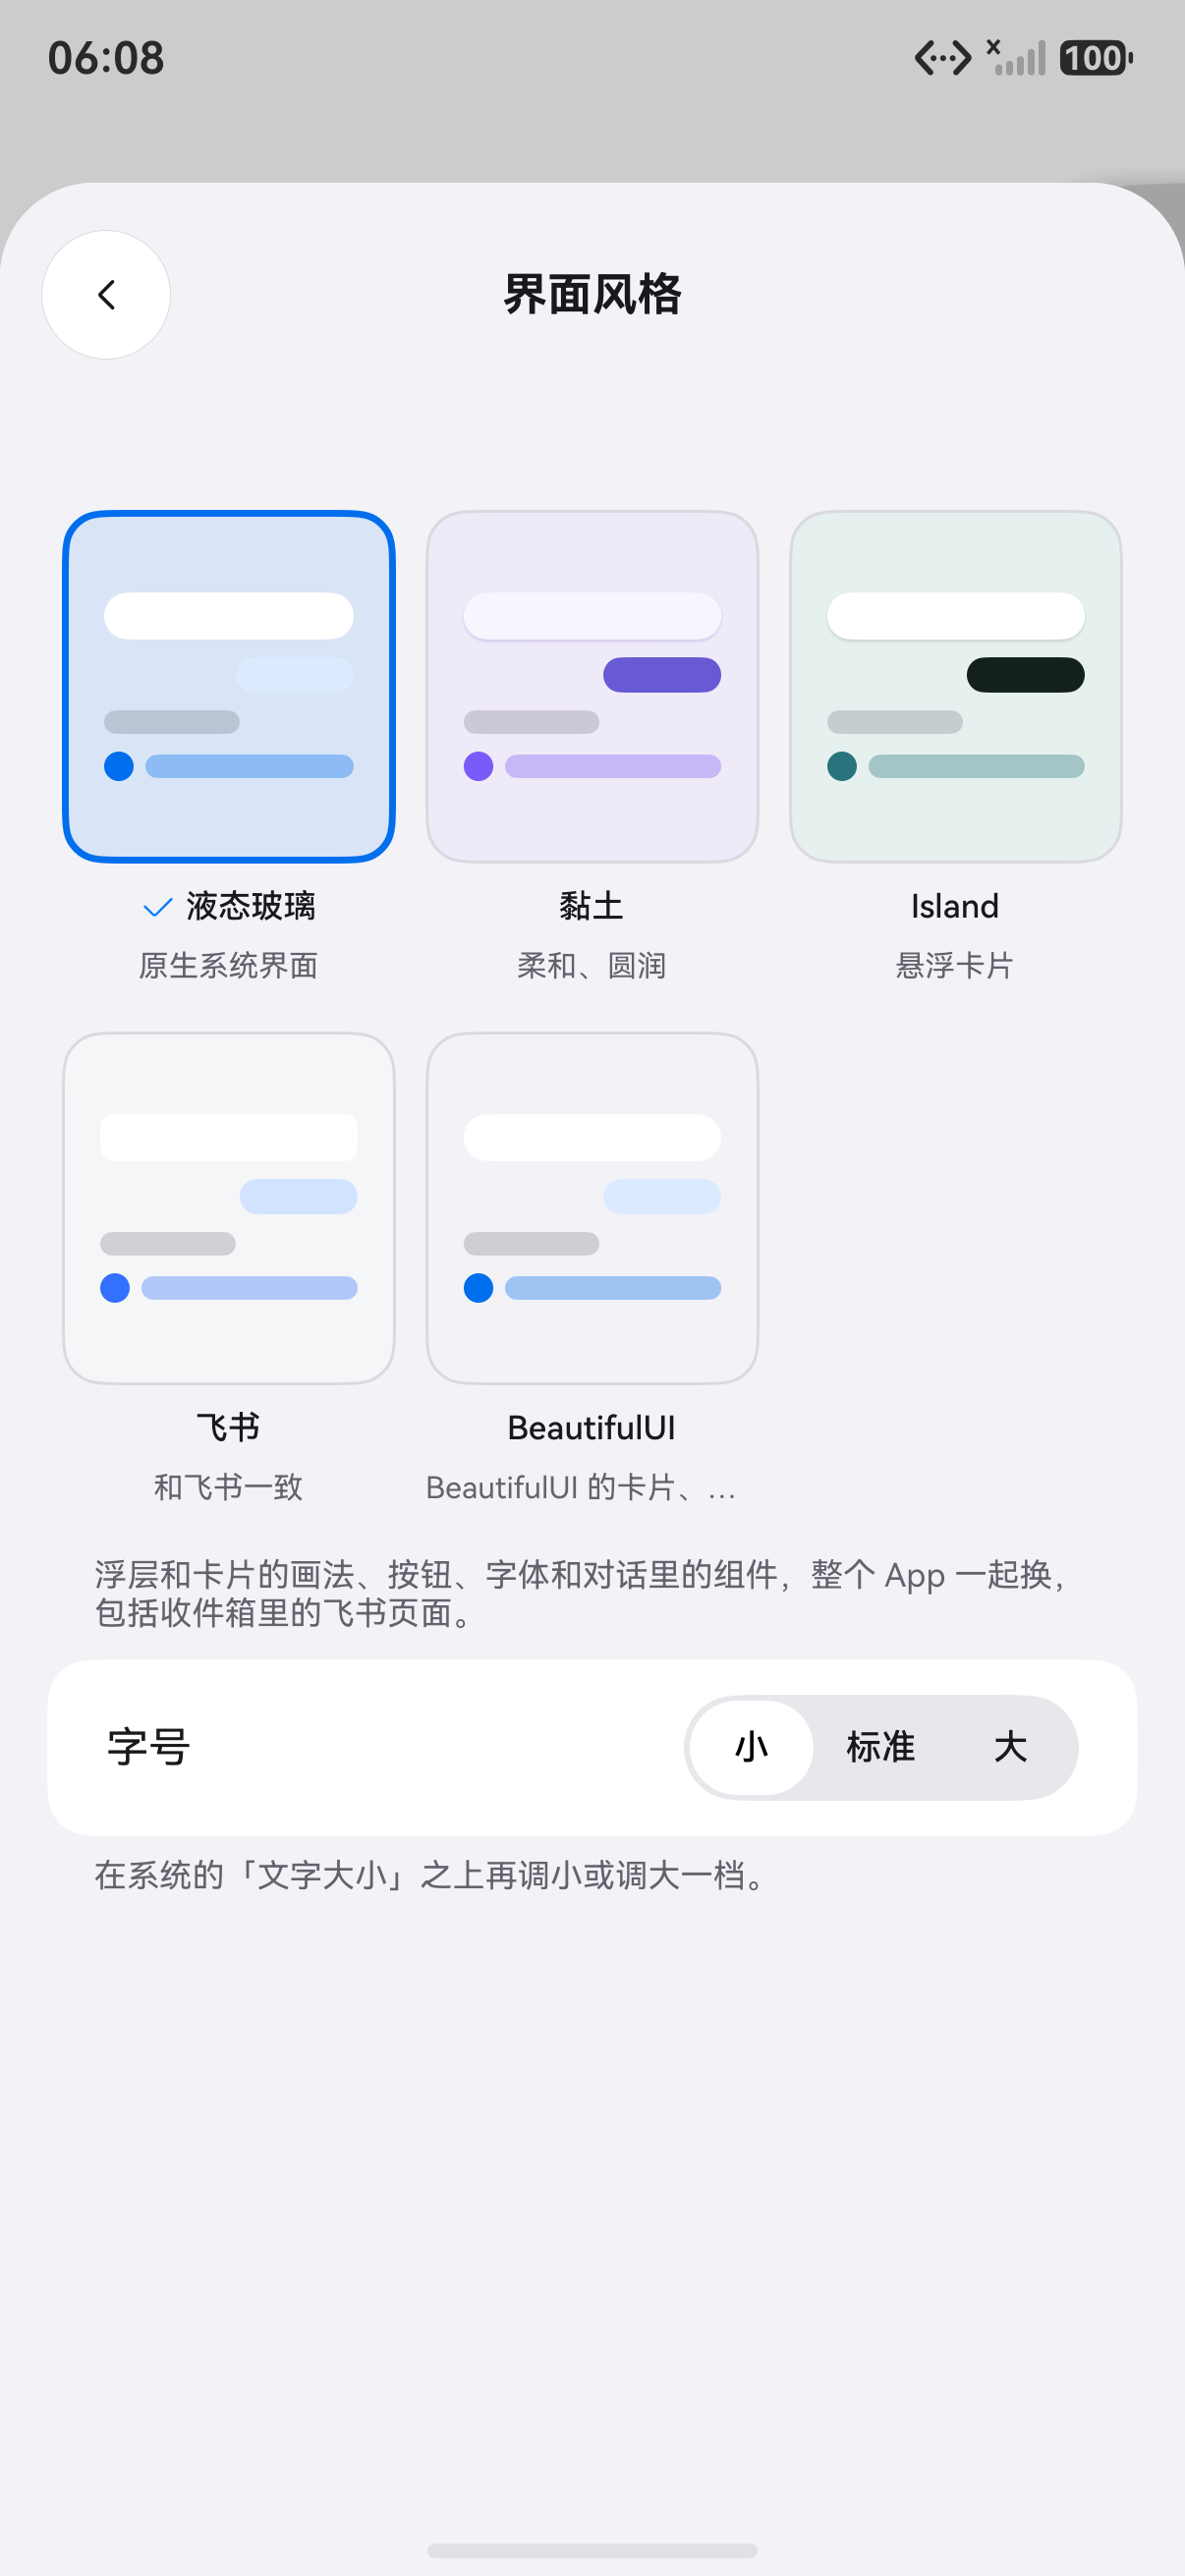 06:08
100
界面风格
液态玻璃
黏土
Island
原生系统界面
柔和、圆润
悬浮卡片
飞书
BeautifulUI
和飞书一致
BeautifulUI 的卡片、...
浮层和卡片的画法、按钮、字体和对话里的组件，整个 App 一起换，
包括收件箱里的飞书页面。
字号
小
标准
大
在系统的「文字大小」之上再调小或调大一档。